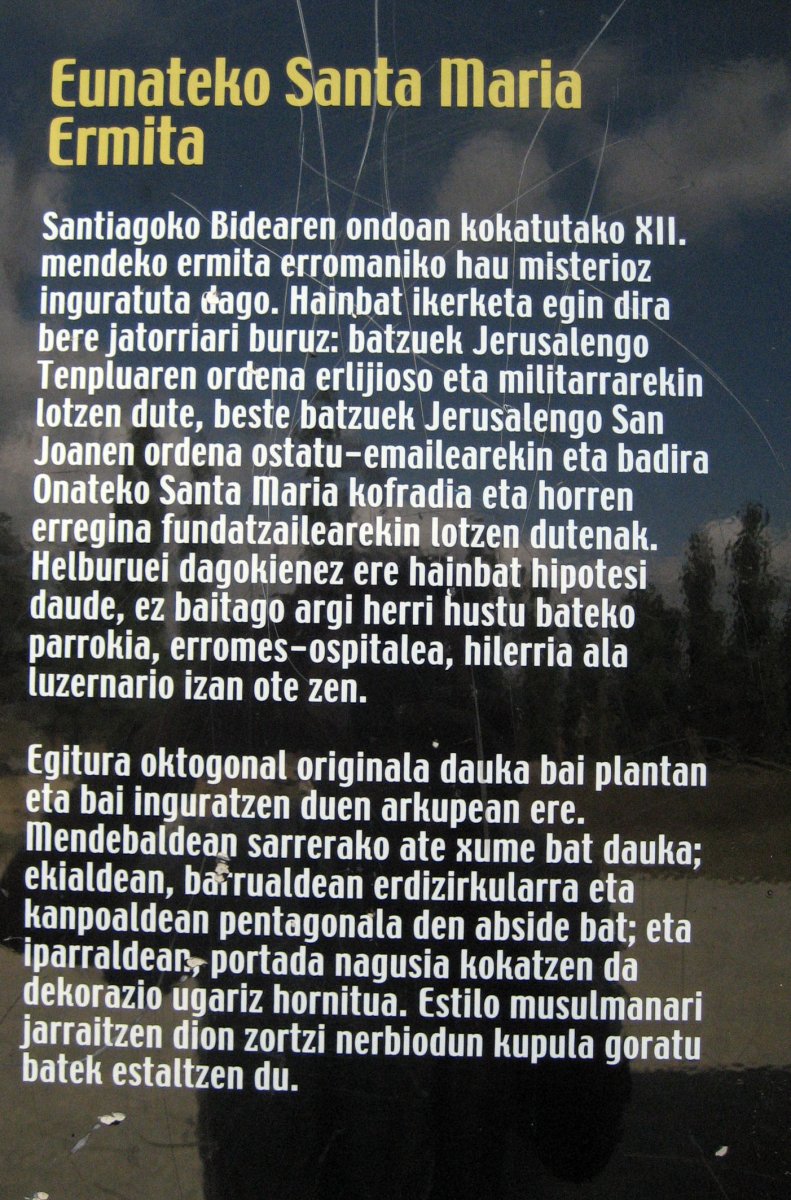 Eunateko Santa Maria
Ermita
Santiagoko Bidearen ondoan kokatutako XII.
mendeko ermita erromaniko hau misterioz
inguratuta dago. Hainbat ikerketa egin dira
bere jatorriari buruz: batzuek Jerusalengo
Tenpluaren ordena erlijioso eta militarrarekin
lotzen dute, beste batzuek Jerusalengo San
Joanen ordena ostatu-emailearekin eta badira
Onateko Santa Maria kofradia eta horren
erregina fundatzailearekin lotzen dutenak.
Helburuei dagokienez ere hainbat hipotesi
daude, ez baitago argi herri hustu bateko
parrokia, erromes-ospitalea, hilerria ala
luzernario izan ote zen.
Egitura oktogonal originala dauka bai plantan
eta bai inguratzen duen arkupean ere.
Mendebaldean sarrerako ate xume bat dauka;
ekialdean, barrualdean erdizirkularra eta
kanpoaldean pentagonala den abside bat; eta
iparraldean, portada nagusia kokatzen da
dekorazio ugariz hornitua. Estilo musulmanari
jarraitzen dion zortzi nerbiodun kupula goratu
batek estaltzen du.